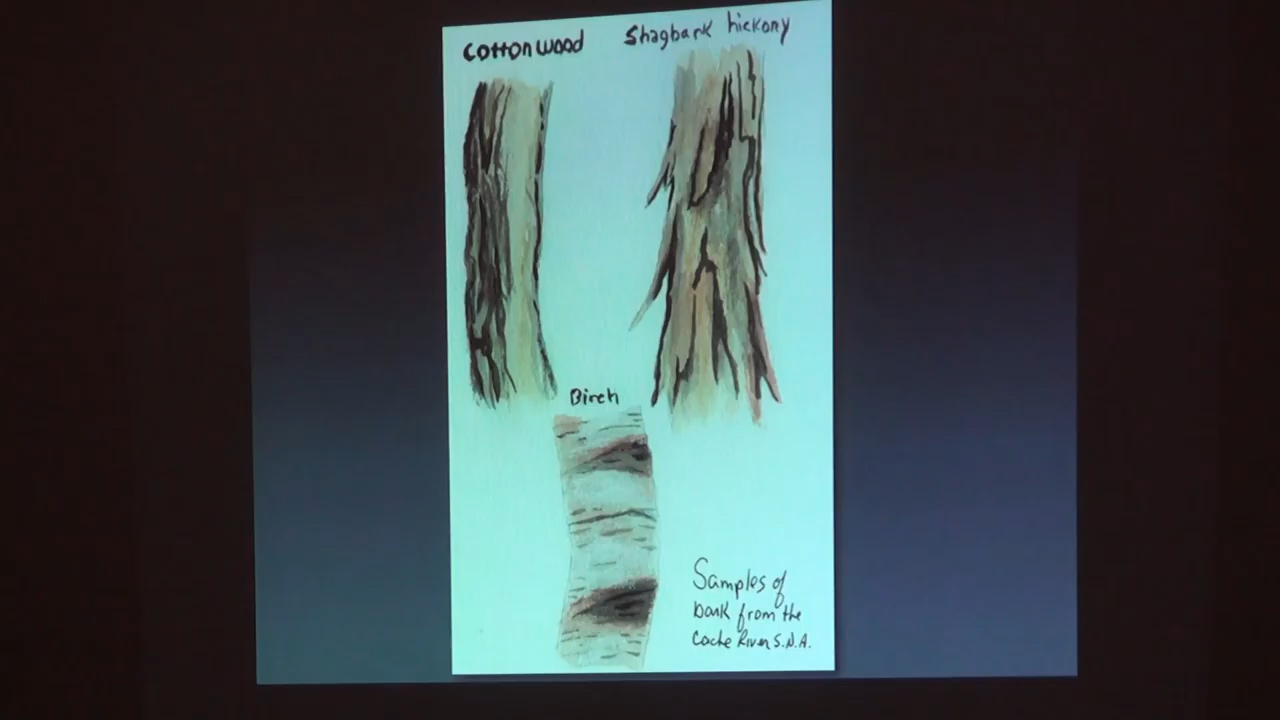 Cottonwood
Shagbark hickory
Birch
Samples of
bark from the
Cache River S.N.A.